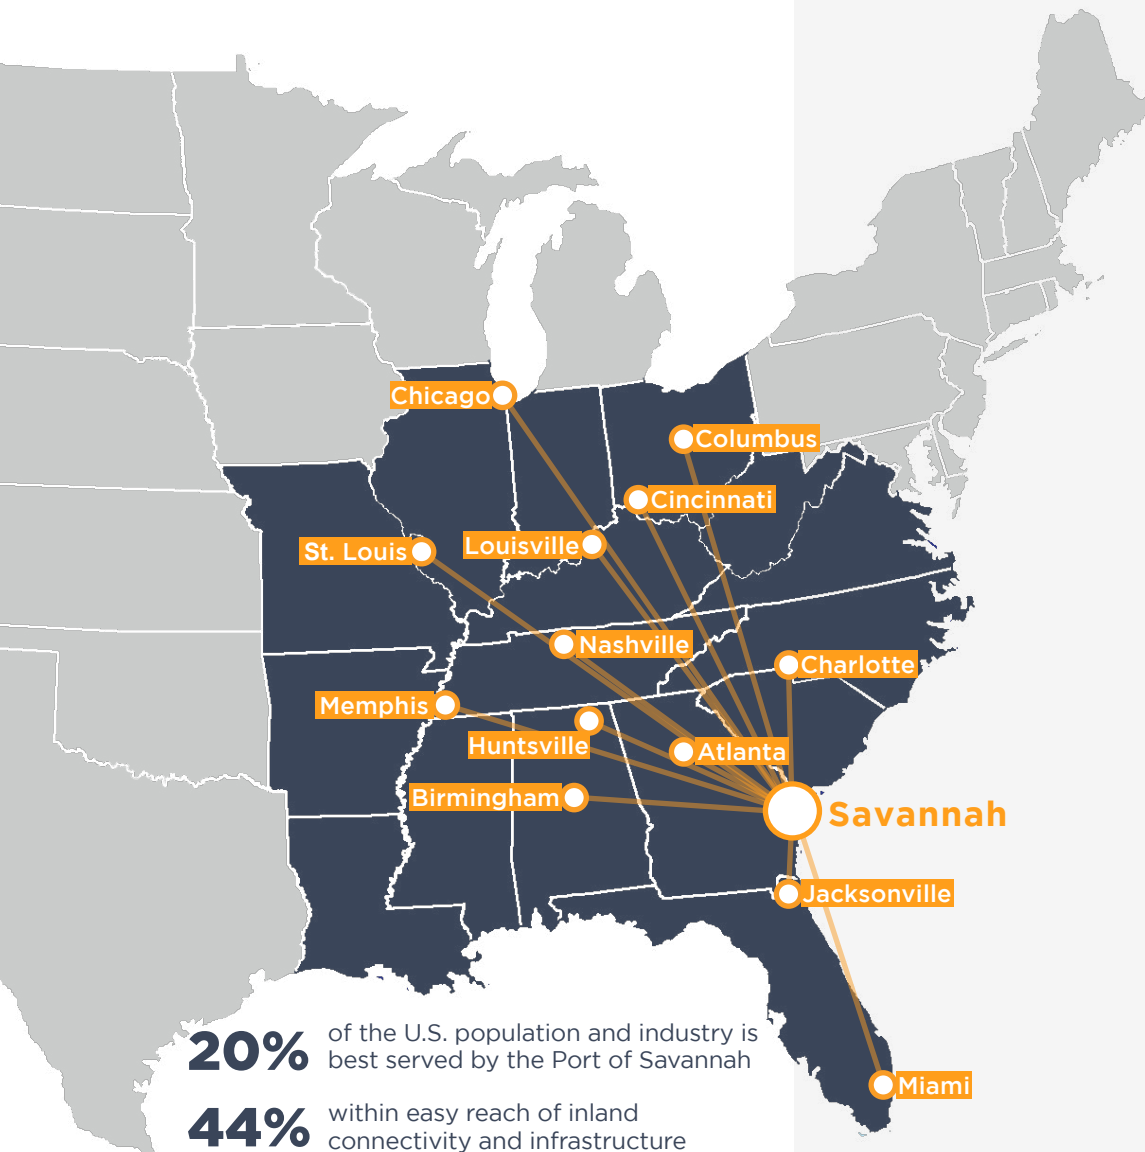 Chicago
Columbus
Cincinnati
St. Louis
Louisville
Nashville
Charlotte
Memphis
Huntsville
Atlanta
Birmingham
Savannah
Jacksonville
20%
of the U.S. population and industry is
best served by the Port of Savannah
Miami
44%
within easy reach of inland
connectivity and infrastructure